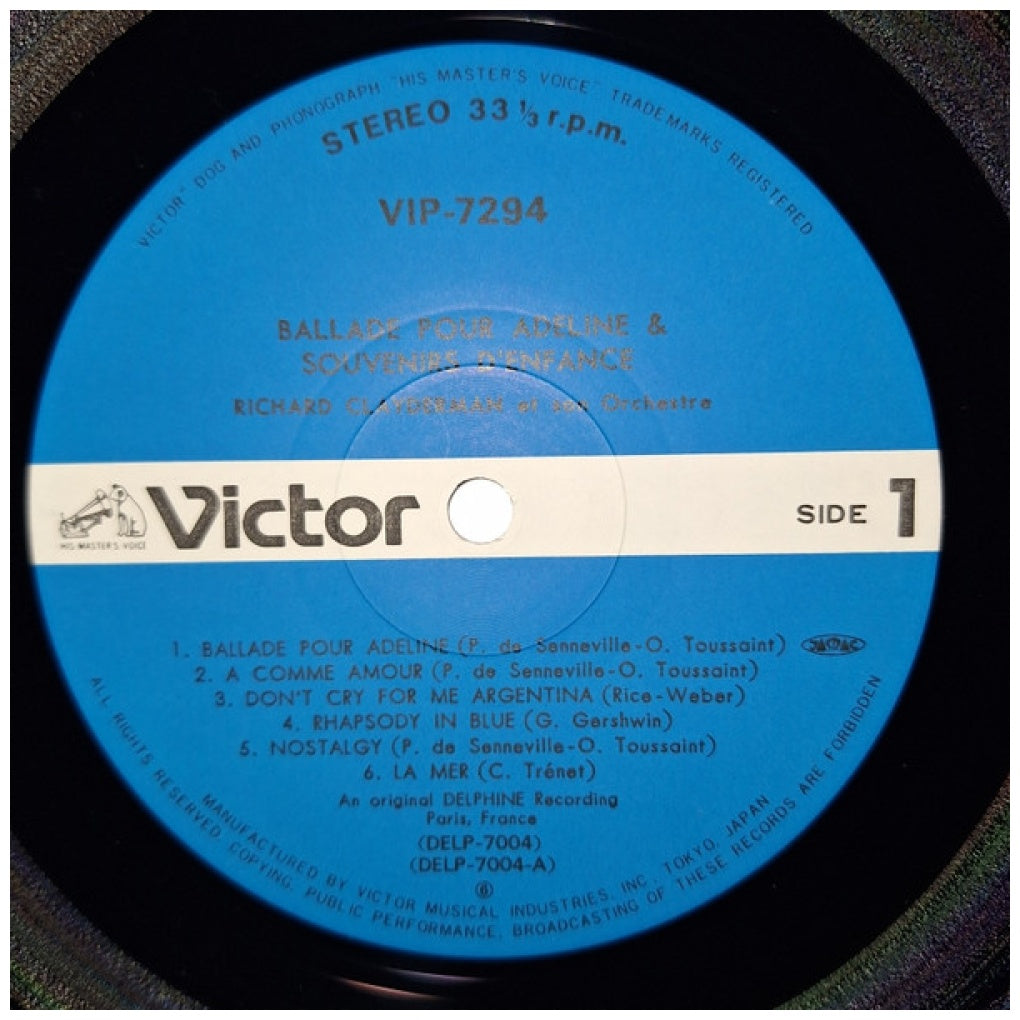 VICTOR" DOG AND PHONOGRAPH "HIS MASTER'S VOICE" TRADEMARKS REGISTERED
STEREO 33 1/3 r.p.m.
VIP-7294
BALLADE POUR ADELINE &
SOUVENIRS D'ENFANCE
RICHARD CLAYDERMAN et son Orchestre
HIS MASTER'S VOICE
Victor
SIDE 1
1. BALLADE POUR ADELINE (P. de Senneville-O. Toussaint) JASRAC
2. A COMME AMOUR (P. de Senneville-O. Toussaint)
3. DON'T CRY FOR ME ARGENTINA (Rice-Weber)
4. RHAPSODY IN BLUE (G. Gershwin)
5. NOSTALGY (P. de Senneville-O. Toussaint)
6. LA MER (C. Trénet)
An original DELPHINE Recording
Paris, France
(DELP-7004)
(DELP-7004-A)
MANUFACTURED BY VICTOR MUSICAL INDUSTRIES, INC., TOKYO, JAPAN
ALL RIGHTS RESERVED. COPYING, PUBLIC PERFORMANCE, BROADCASTING OF THESE RECORDS ARE FORBIDDEN